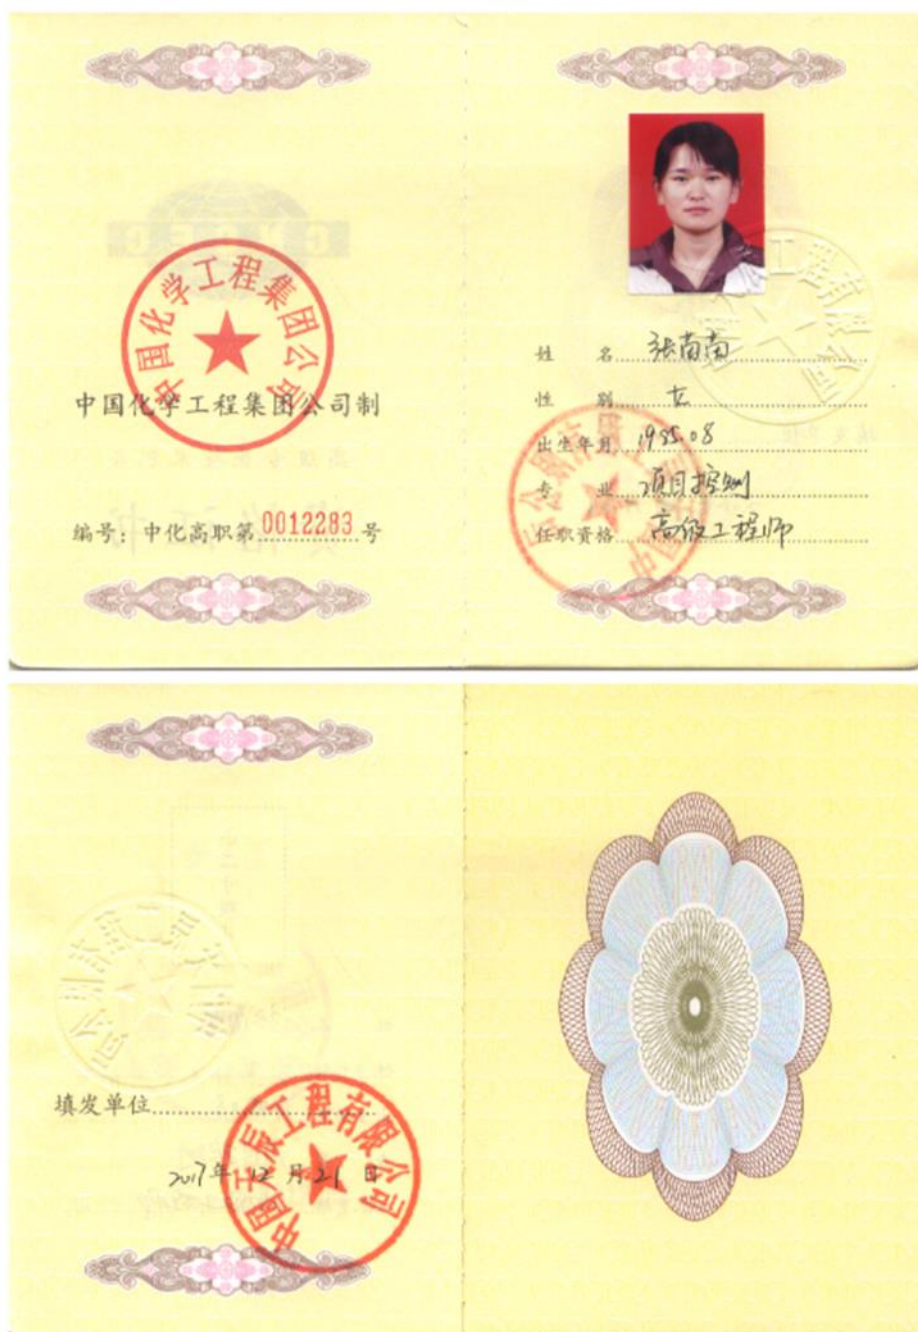 中国化学工程集团公司
中国化学工程集团公司制
编号：中化高职第0012283号
姓 名 张苗苗
性 别 女
出生年月 1985.08
专 业 项目控制
任职资格 高级工程师
填发单位
中国天辰工程有限公司
2017年12月21日